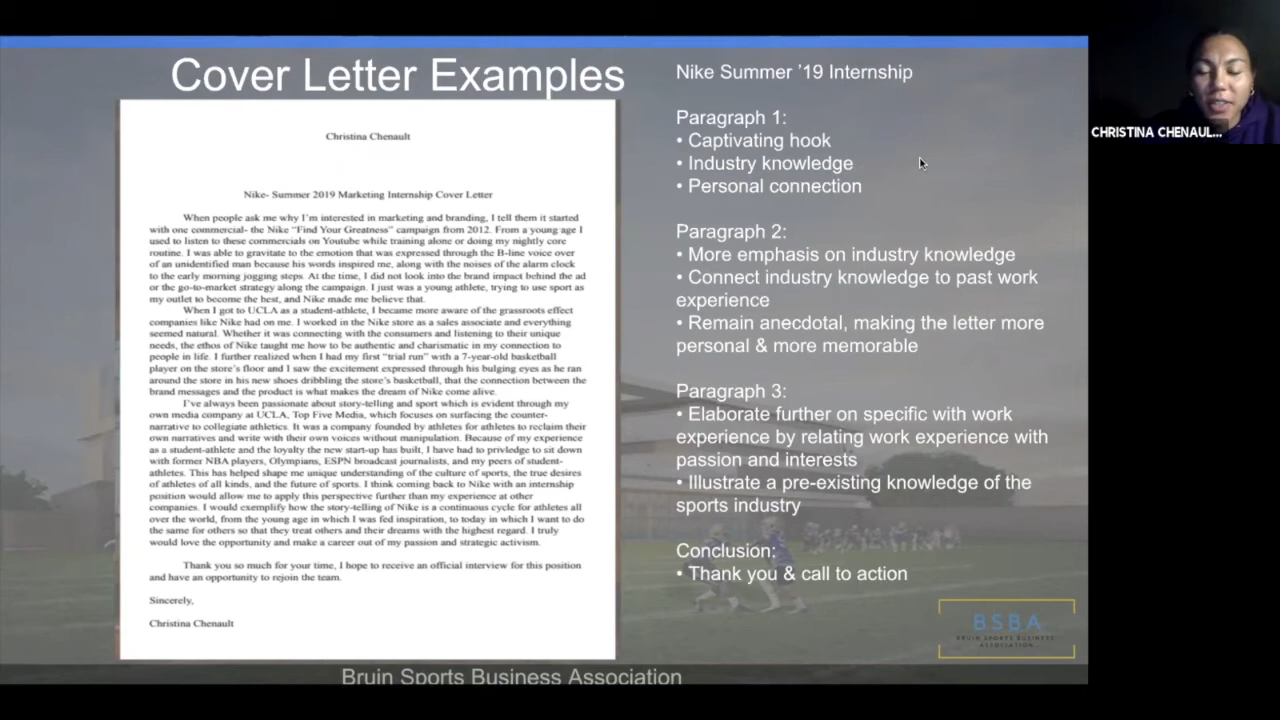 Cover Letter Examples
Christina Chenault
Nike- Summer 2019 Marketing Internship Cover Letter
When people ask me why I'm interested in marketing and branding, I tell them it started
with one commercial- the Nike "Find Your Greatness" campaign from 2012. From a young age I
used to listen to these commercials on Youtube while training alone or doing my nightly core
routine. I was able to gravitate to the emotion that was expressed through the B-line voice over
of an unidentified man because his words inspired me, along with the noises of the alarm clock
to the early morning jogging steps. At the time, I did not look into the brand impact behind the ad
or the go-to-market strategy along the campaign. I just was a young athlete, trying to use sport as
my outlet to become the best, and Nike made me believe that.
When I got to UCLA as a student-athlete, I became more aware of the grassroots effect
companies like Nike had on me. I worked in the Nike store as a sales associate and everything
seemed natural. Whether it was connecting with the consumers and listening to their unique
needs, the ethos of Nike taught me how to be authentic and charismatic in my connection to
people in life. I further realized when I had my first "trial run" with a 7-year-old basketball
player on the store's floor and I saw the excitement expressed through his bulging eyes as he ran
around the store in his new shoes dribbling the store's basketball, that the connection between the
brand messages and the product is what makes the dream of Nike come alive.
I've always been passionate about story-telling and sport which is evident through my
own media company at UCLA, Top Five Media, which focuses on surfacing the counter-
narrative to collegiate athletics. It was a company founded by athletes for athletes to reclaim their
own narratives and write with their own voices without manipulation. Because of my experience
as a student-athlete and the loyalty the new start-up has built, I have had to priviledge to sit down
with former NBA players, Olympians, ESPN broadcast journalists, and my peers of student-
athletes. This has helped shape me unique understanding of the culture of sports, the true desires
of athletes of all kinds, and the future of sports. I think coming back to Nike with an internship
position would allow me to apply this perspective further than my experience at other
companies. I would exemplify how the story-telling of Nike is a continuous cycle for athletes all
over the world, from the young age in which I was fed inspiration, to today in which I want to do
the same for others so that they treat others and their dreams with the highest regard. I truly
would love the opportunity and make a career out of my passion and strategic activism.
Thank you so much for your time, I hope to receive an official interview for this position
and have an opportunity to rejoin the team.
Sincerely,
Christina Chenault
Nike Summer '19 Internship
Paragraph 1:
• Captivating hook
• Industry knowledge
• Personal connection
Paragraph 2:
• More emphasis on industry knowledge
• Connect industry knowledge to past work
experience
• Remain anecdotal, making the letter more
personal & more memorable
Paragraph 3:
• Elaborate further on specific with work
experience by relating work experience with
passion and interests
• Illustrate a pre-existing knowledge of the
sports industry
Conclusion:
• Thank you & call to action
BSBA
BRUIN SPORTS BUSINESS
ASSOCIATION
Bruin Sports Business Association
CHRISTINA CHENAUL...